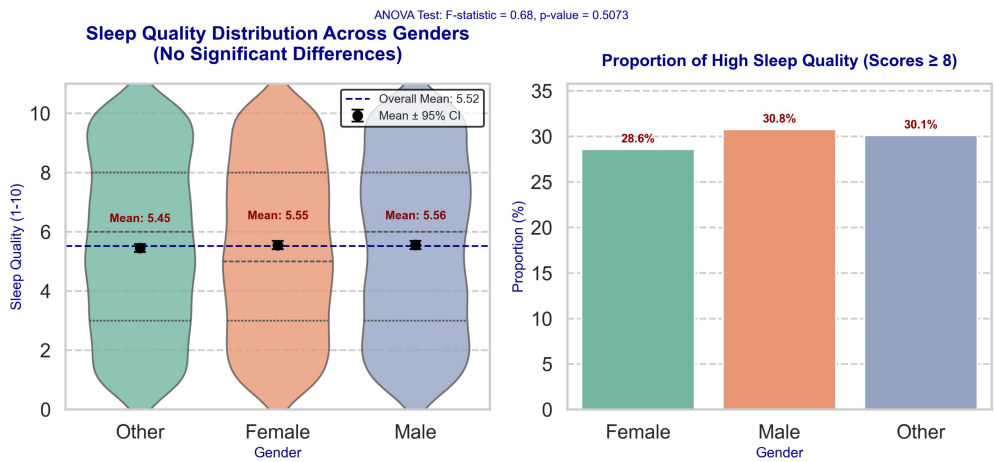 ANOVA Test: F-statistic = 0.68, p-value = 0.5073
Sleep Quality Distribution Across Genders
(No Significant Differences)
Sleep Quality (1-10)
10
8
6
4
2
0
Overall Mean: 5.52
Mean ± 95% CI
Mean: 5.45
Mean: 5.55
Mean: 5.56
Other
Female
Male
Gender
Proportion of High Sleep Quality (Scores ≥ 8)
Proportion (%)
35
30
25
20
15
10
5
0
28.6%
30.8%
30.1%
Female
Male
Other
Gender